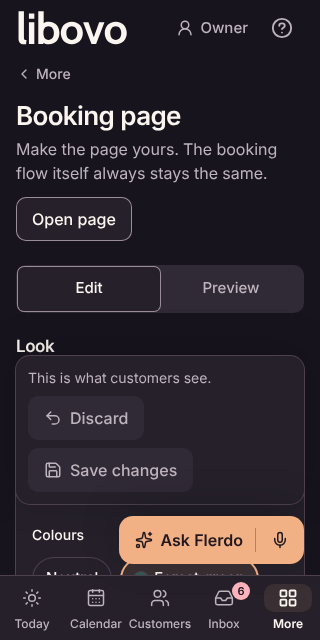 libovo
Owner
More
Booking page
Make the page yours. The booking
flow itself always stays the same.
Open page
Edit
Preview
Look
This is what customers see.
Discard
Save changes
Colours
Ask Flerdo
6
Today
Calendar
Customers
Inbox
More